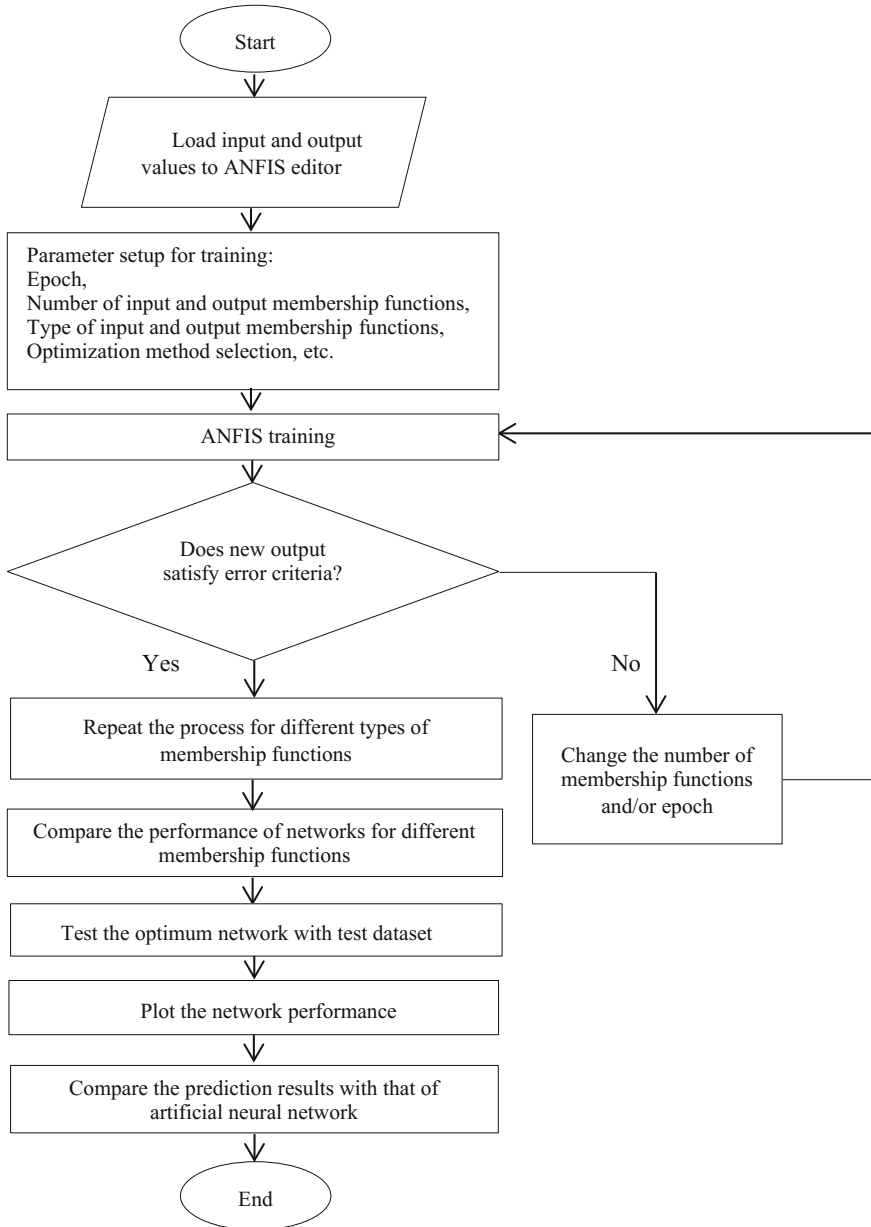 Start
Load input and output
values to ANFIS editor
Parameter setup for training:
Epoch,
Number of input and output membership functions,
Type of input and output membership functions,
Optimization method selection, etc.
ANFIS training
Does new output
satisfy error criteria?
Yes
No
Repeat the process for different types of
membership functions
Change the number of
membership functions
and/or epoch
Compare the performance of networks for different
membership functions
Test the optimum network with test dataset
Plot the network performance
Compare the prediction results with that of
artificial neural network
End